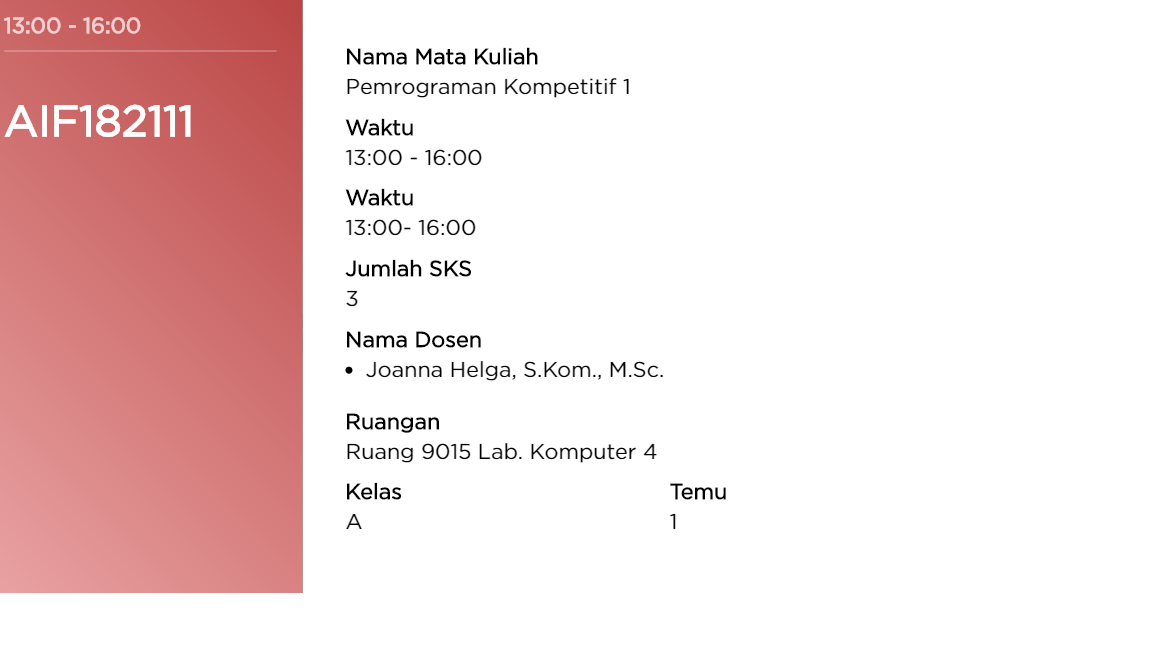 13:00 - 16:00
AIF182111
Nama Mata Kuliah
Pemrograman Kompetitif 1
Waktu
13:00 - 16:00
Waktu
13:00- 16:00
Jumlah SKS
3
Nama Dosen
• Joanna Helga, S.Kom., M.Sc.
Ruangan
Ruang 9015 Lab. Komputer 4
Kelas Temu
A 1